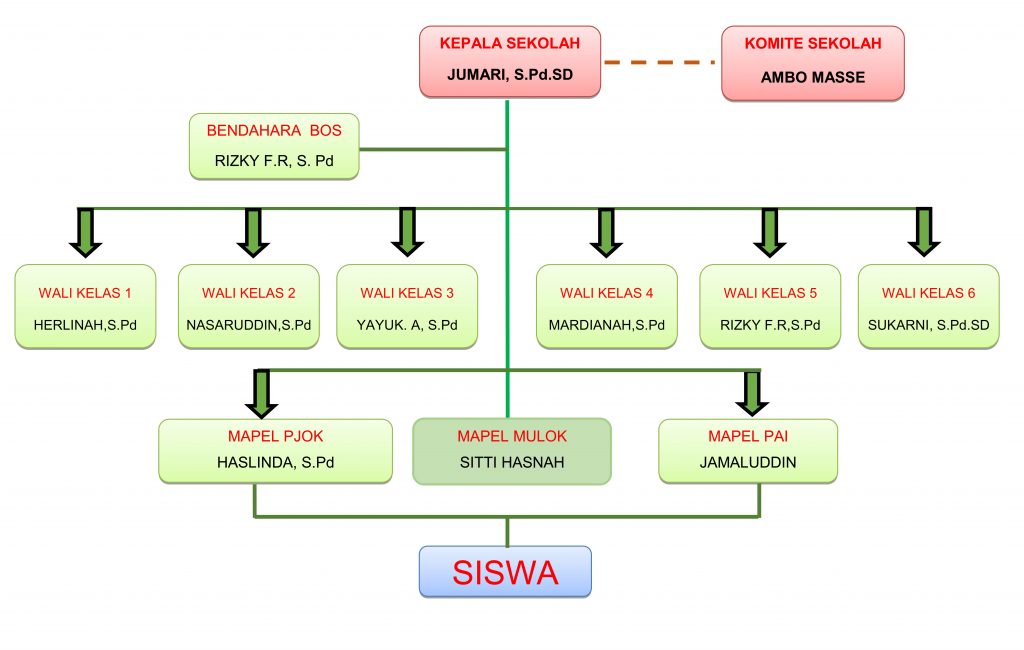 KEPALA SEKOLAH
JUMARI, S.Pd.SD
KOMITE SEKOLAH
AMBO MASSE
BENDAHARA  BOS
RIZKY F.R, S. Pd
WALI KELAS 1
HERLINAH,S.Pd
WALI KELAS 2
NASARUDDIN,S.Pd
WALI KELAS 3
YAYUK. A, S.Pd
WALI KELAS 4
MARDIANAH,S.Pd
WALI KELAS 5
RIZKY F.R,S.Pd
WALI KELAS 6
SUKARNI, S.Pd.SD
MAPEL PJOK
HASLINDA, S.Pd
MAPEL MULOK
SITTI HASNAH
MAPEL PAI
JAMALUDDIN
SISWA